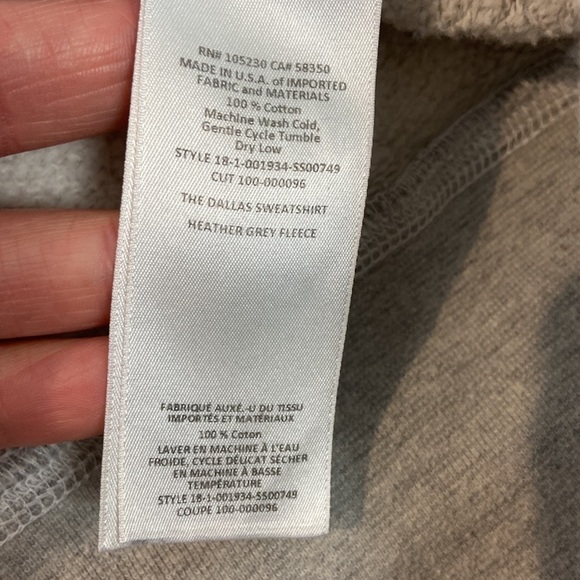 RN# 105230 CA# 58350
MADE IN U.S.A. of IMPORTED
FABRIC and MATERIALS
100 % Cotton
Machine Wash Cold,
Gentle Cycle Tumble
Dry Low
STYLE 18-1-001934-SS00749
CUT 100-000096
THE DALLAS SWEATSHIRT
HEATHER GREY FLEECE
FABRIQUE AUXÉ.-U DU TISSU
IMPORTÉS ET MATÉRIAUX
100 % Coton
LAVER EN MACHINE À L'EAU
FROIDE, CYCLE DÉLICAT SÉCHER
EN MACHINE À BASSE
TEMPÉRATURE
STYLE 18-1-001934-SS00749
COUPE 100-000096